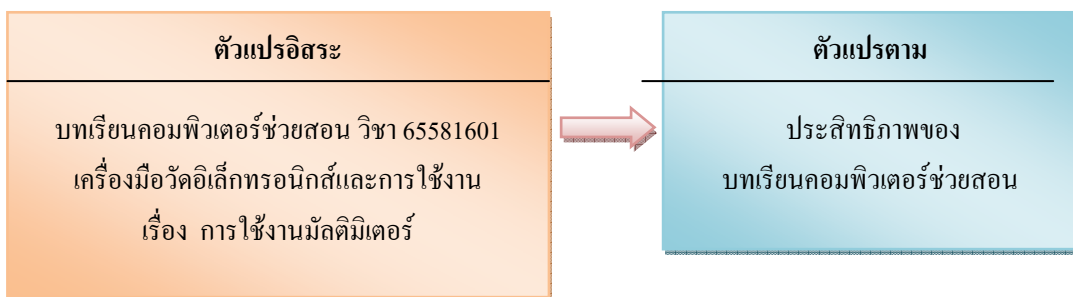 ตัวแปรอิสระ
บทเรียนคอมพิวเตอร์ช่วยสอน วิชา 65581601
เครื่องมือวัดอิเล็กทรอนิกส์และการใช้งาน
เรื่อง การใช้งานมัลติมิเตอร์
ตัวแปรตาม
ประสิทธิภาพของ
บทเรียนคอมพิวเตอร์ช่วยสอน